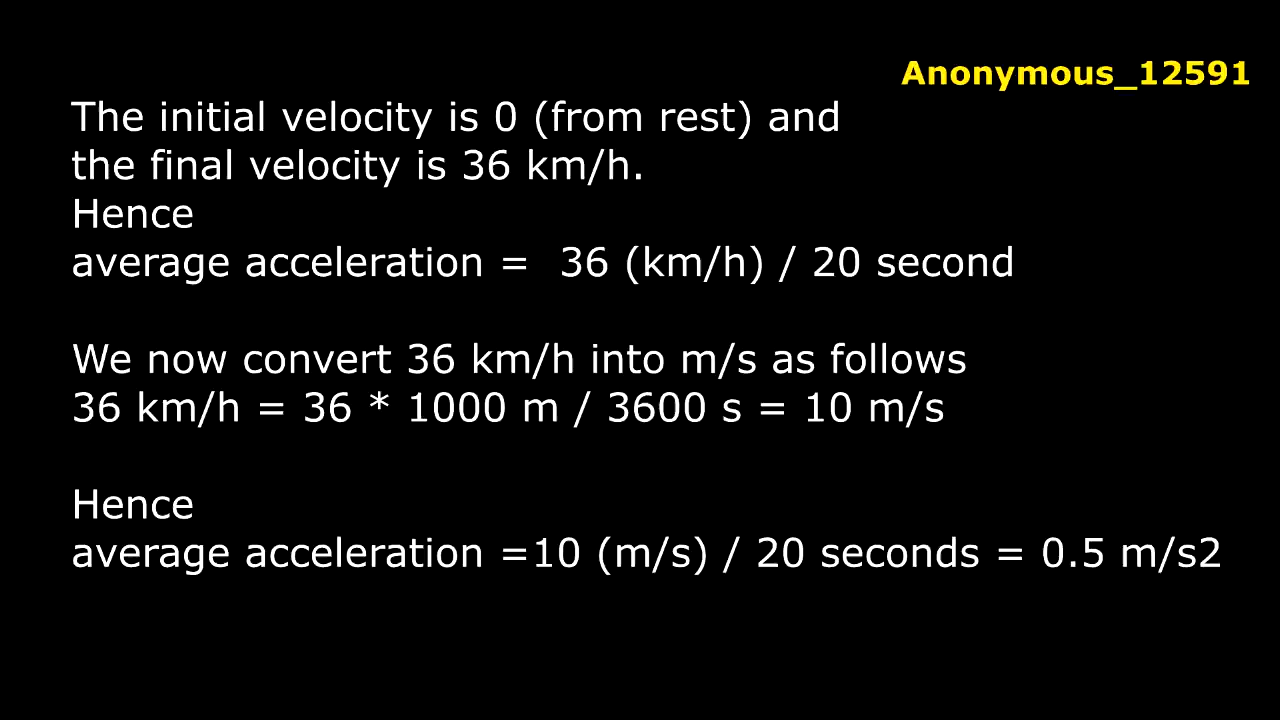 Anonymous_12591
The initial velocity is 0 (from rest) and
the final velocity is 36 km/h.
Hence
average acceleration =  36 (km/h) / 20 second
We now convert 36 km/h into m/s as follows
36 km/h = 36 * 1000 m / 3600 s = 10 m/s
Hence
average acceleration =10 (m/s) / 20 seconds = 0.5 m/s2